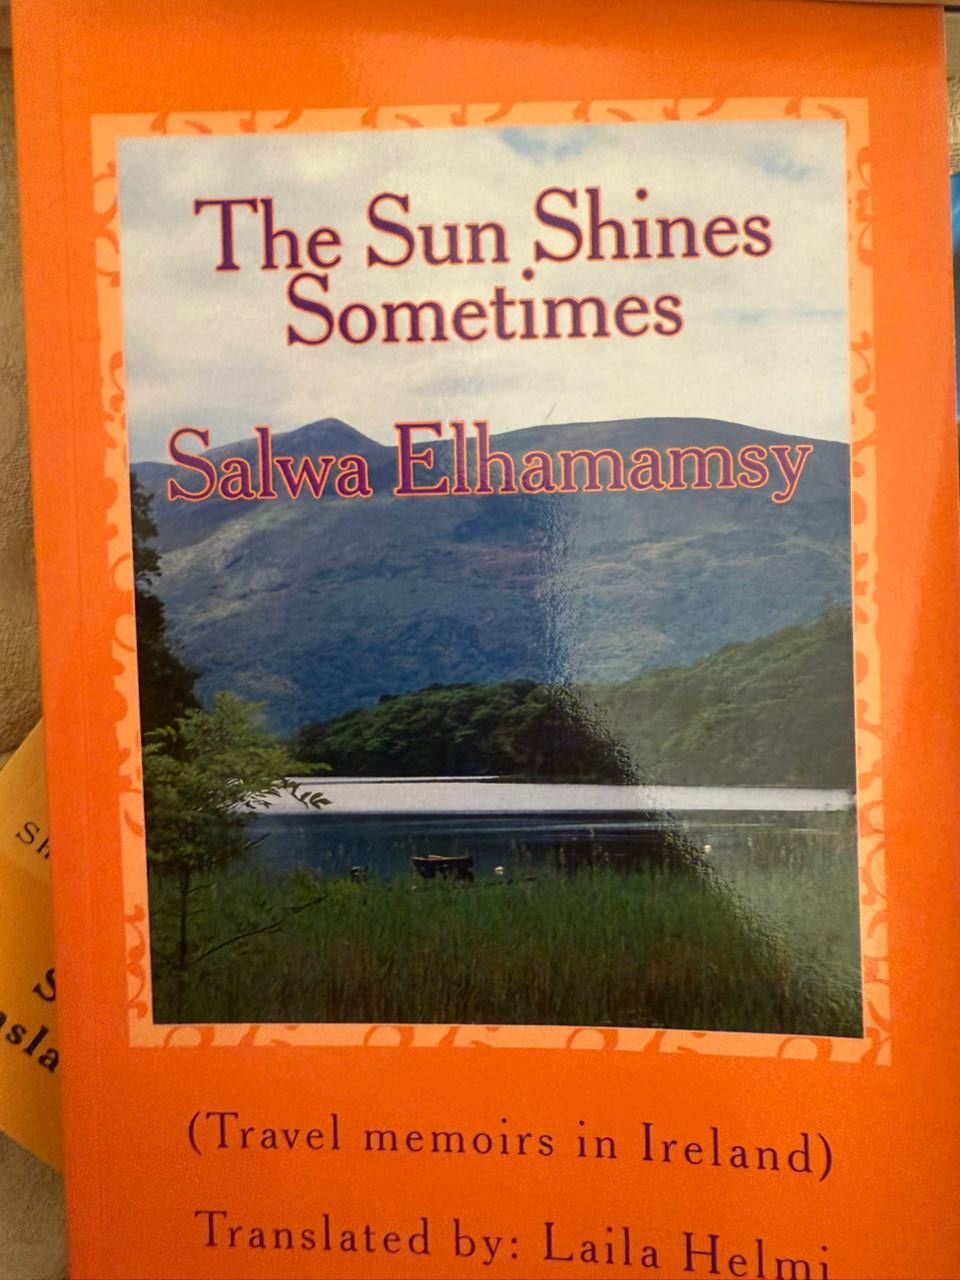 The Sun Shines
Sometimes
Salwa Elhamamsy
(Travel memoirs in Ireland)
Translated by: Laila Helmi